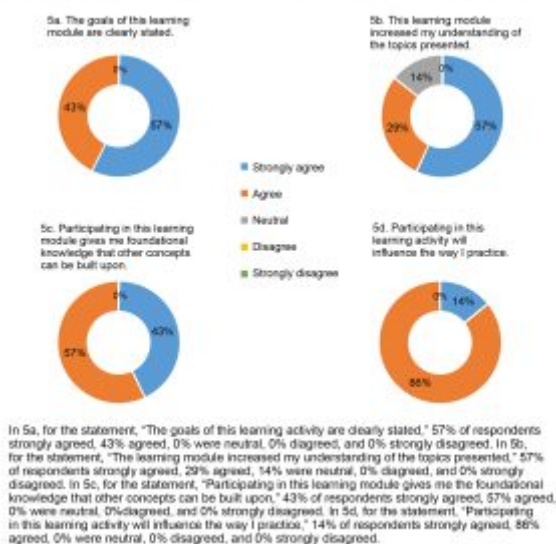 5a. The goals of this learning
module are clearly stated.
0%
43%
57%
5b. This learning module
increased my understanding of
the topics presented.
0%
14%
29%
57%
Strongly agree
Agree
Neutral
Disagree
Strongly disagree
5c. Participating in this learning
module gives me foundational
knowledge that other concepts
can be built upon.
0%
43%
57%
5d. Participating in this
learning activity will
influence the way I practice.
0%
14%
86%
In 5a, for the statement, "The goals of this learning activity are clearly stated," 57% of respondents
strongly agreed, 43% agreed, 0% were neutral, 0% diagreed, and 0% strongly disagreed. In 5b,
for the statement, "The learning module increased my understanding of the topics presented," 57%
of respondents strongly agreed, 29% agreed, 14% were neutral, 0% diagreed, and 0% strongly
disagreed. In 5c, for the statement, "Participating in this learning module gives me the foundational
knowledge that other concepts can be built upon," 43% of respondents strongly agreed, 57% agreed,
0% were neutral, 0%diagreed, and 0% strongly disagreed. In 5d, for the statement, "Participating
in this learning activity will influence the way I practice," 14% of respondents strongly agreed, 86%
agreed, 0% were neutral, 0% disagreed, and 0% strongly disagreed.